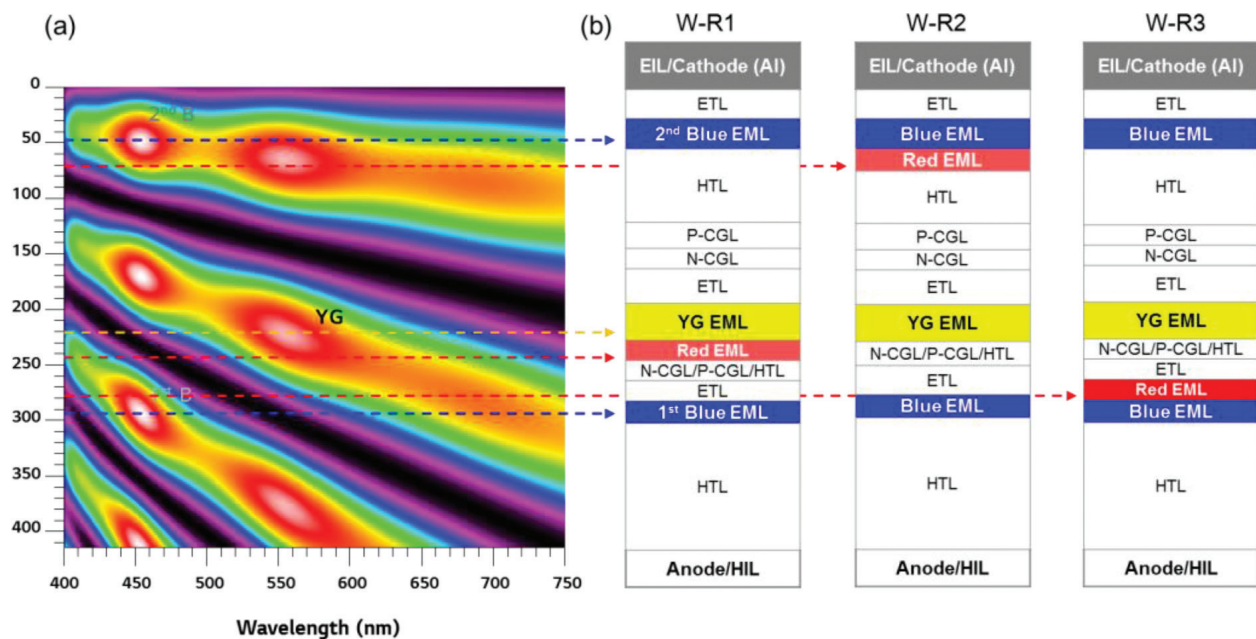 (a)
0
50
100
150
200
250
300
350
400
2nd B
YG
B
400 450 500 550 600 650 700 750
Wavelength (nm)
(b)
W-R1
EIL/Cathode (Al)
ETL
2nd Blue EML
HTL
P-CGL
N-CGL
ETL
YG EML
Red EML
N-CGL/P-CGL/HTL
ETL
1st Blue EML
HTL
Anode/HIL
W-R2
EIL/Cathode (Al)
ETL
Blue EML
Red EML
HTL
P-CGL
N-CGL
ETL
YG EML
N-CGL/P-CGL/HTL
ETL
Blue EML
HTL
Anode/HIL
W-R3
EIL/Cathode (Al)
ETL
Blue EML
HTL
P-CGL
N-CGL
ETL
YG EML
N-CGL/P-CGL/HTL
ETL
Red EML
Blue EML
HTL
Anode/HIL